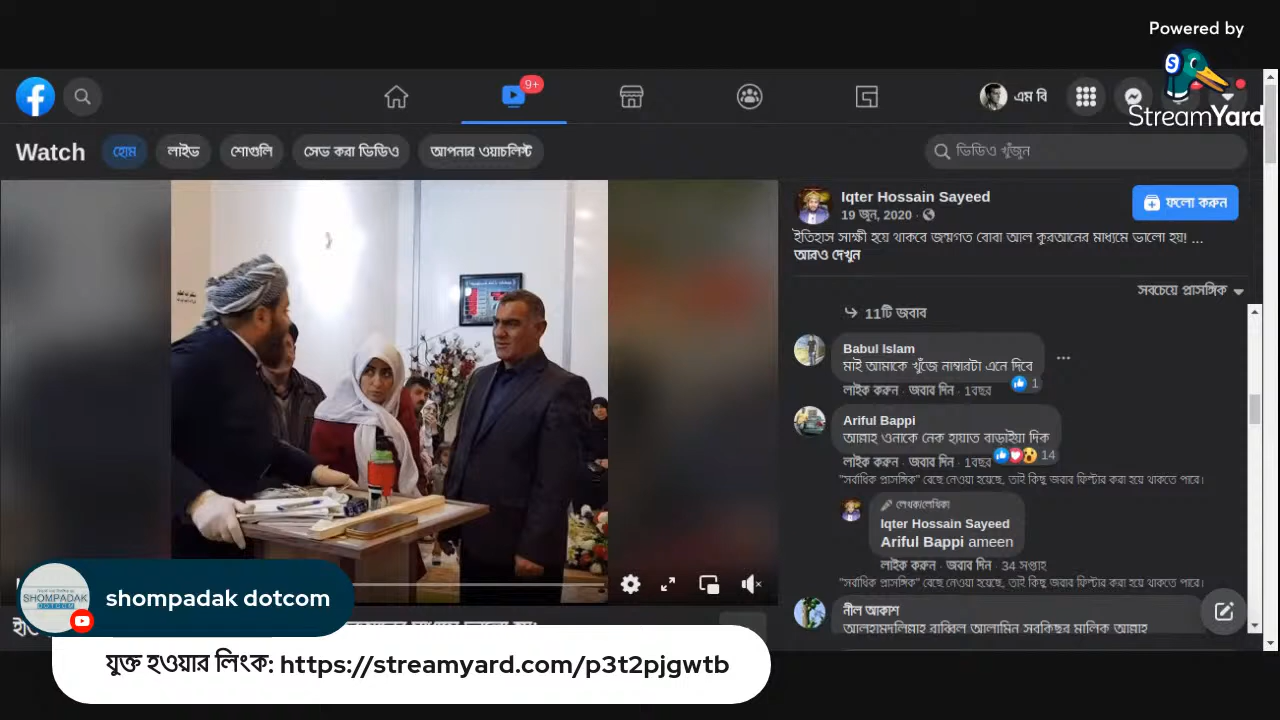 Powered by
StreamYard
9+
এম বি
Watch
হোম
লাইভ
শোগুলি
সেভ করা ভিডিও
আপনার ওয়াচলিস্ট
ভিডিও খুঁজুন
Iqter Hossain Sayeed
19 জুন, 2020 ·
ফলো করুন
ইতিহাস সাক্ষী হয়ে থাকবে জন্মগত বোবা আল কুরআনের মাধ্যমে ভালো হয়! ...
আরও দেখুন
সবচেয়ে প্রাসঙ্গিক
11টি জবাব
Babul Islam
মাই আমাকে খুঁজে নাম্বারটা এনে দিবে
লাইক করুন · জবাব দিন · 1বছর
1
Ariful Bappi
আল্লাহ ওনাকে নেক হায়াত বাড়াইয়া দিক
লাইক করুন · জবাব দিন · 1বছর
14
"সর্বাধিক প্রাসঙ্গিক" বেছে নেওয়া হয়েছে, তাই কিছু জবাব ফিল্টার করা হয়ে থাকতে পারে।
লেখক/লেখিকা
Iqter Hossain Sayeed
Ariful Bappi ameen
লাইক করুন · জবাব দিন · 34 সপ্তাহ
"সর্বাধিক প্রাসঙ্গিক" বেছে নেওয়া হয়েছে, তাই কিছু জবাব ফিল্টার করা হয়ে থাকতে পারে।
নীল আকাশ
আলহামদুলিল্লাহ রাব্বিল আলামিন সবকিছুর মালিক আল্লাহ
SHOMPADAK
DOTCOM
shompadak dotcom
যুক্ত হওয়ার লিংক: https://streamyard.com/p3t2pjgwtb